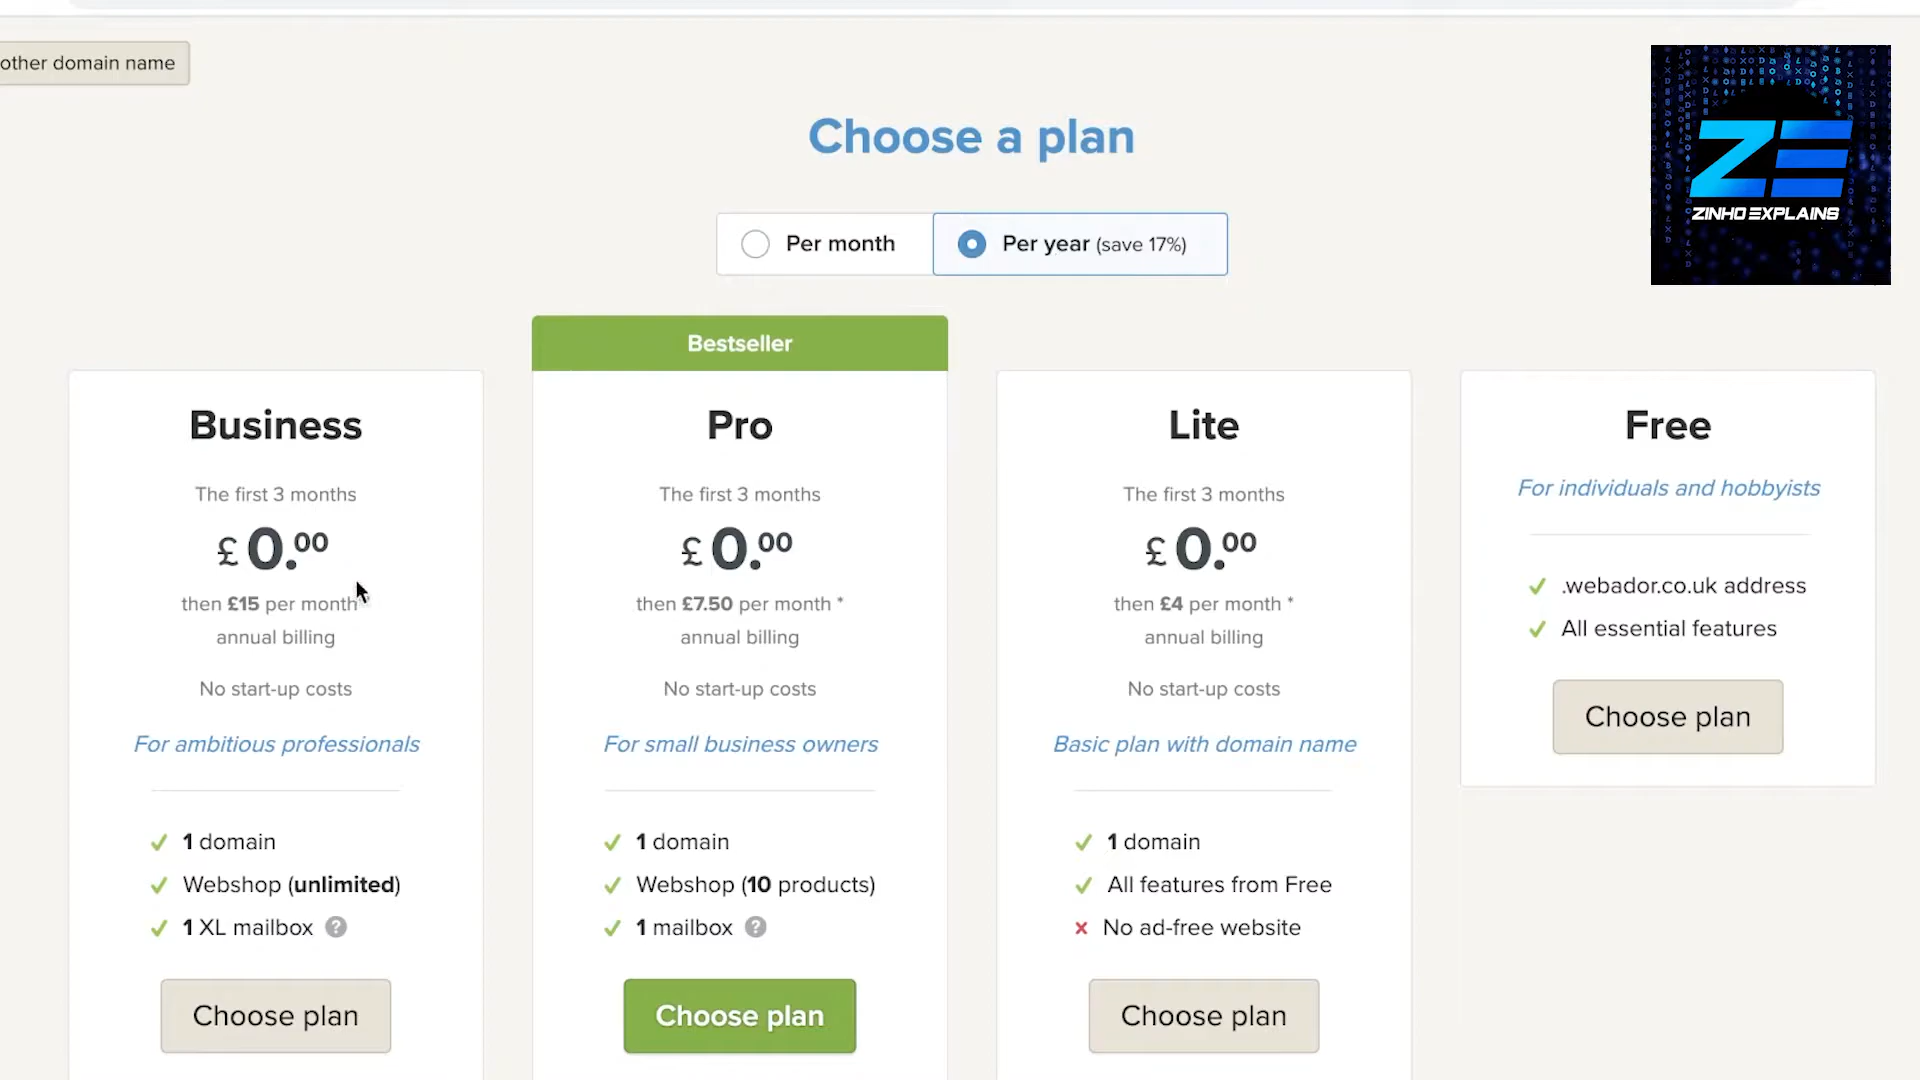 other domain name
ZE
ZINHO EXPLAINS
Choose a plan
Per month
Per year (save 17%)
Bestseller
Business
The first 3 months
£0.00
then £15 per month
annual billing
No start-up costs
For ambitious professionals
1 domain
Webshop (unlimited)
1 XL mailbox ?
Choose plan
Pro
The first 3 months
£0.00
then £7.50 per month *
annual billing
No start-up costs
For small business owners
1 domain
Webshop (10 products)
1 mailbox ?
Choose plan
Lite
The first 3 months
£0.00
then £4 per month *
annual billing
No start-up costs
Basic plan with domain name
1 domain
All features from Free
No ad-free website
Choose plan
Free
For individuals and hobbyists
.webador.co.uk address
All essential features
Choose plan